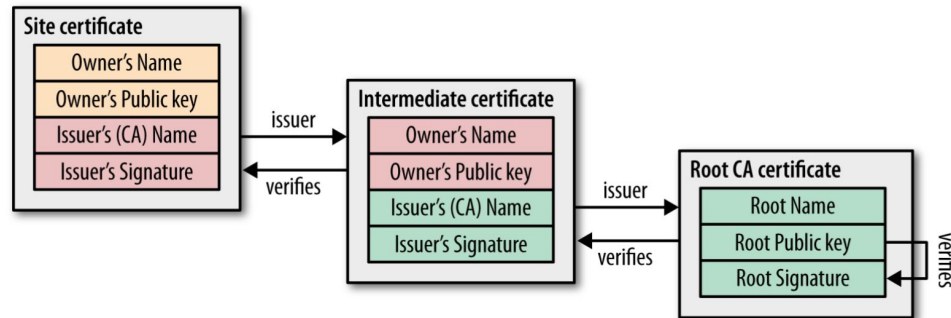 Site certificate
Owner’s Name
Owner’s Public key
Issuer’s (CA) Name
Issuer’s Signature
issuer
verifies
Intermediate certificate
Owner’s Name
Owner’s Public key
Issuer’s (CA) Name
Issuer’s Signature
issuer
verifies
Root CA certificate
Root Name
Root Public key
Root Signature
verifies